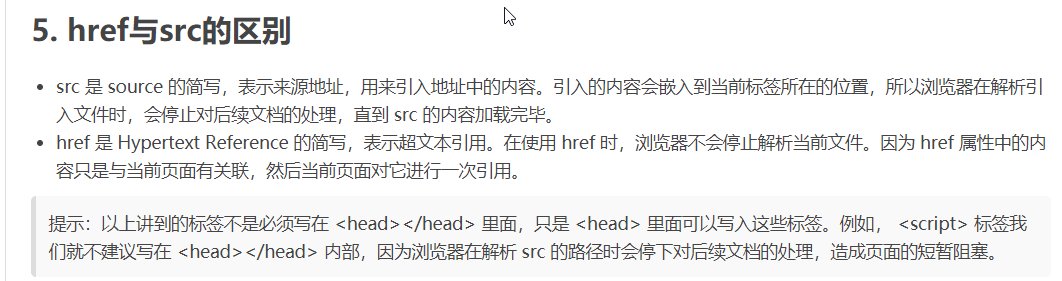 5. href与src的区别
src 是 source 的简写，表示来源地址，用来引入地址中的内容。引入的内容会嵌入到当前标签所在的位置，所以浏览器在解析引
入文件时，会停止对后续文档的处理，直到 src 的内容加载完毕。
href 是 Hypertext Reference 的简写，表示超文本引用。在使用 href 时，浏览器不会停止解析当前文件。因为 href 属性中的内
容只是与当前页面有关联，然后当前页面对它进行一次引用。
提示：以上讲到的标签不是必须写在 <head></head> 里面，只是 <head> 里面可以写入这些标签。例如， <script> 标签我
们就不建议写在 <head></head> 内部，因为浏览器在解析 src 的路径时会停下对后续文档的处理，造成页面的短暂阻塞。